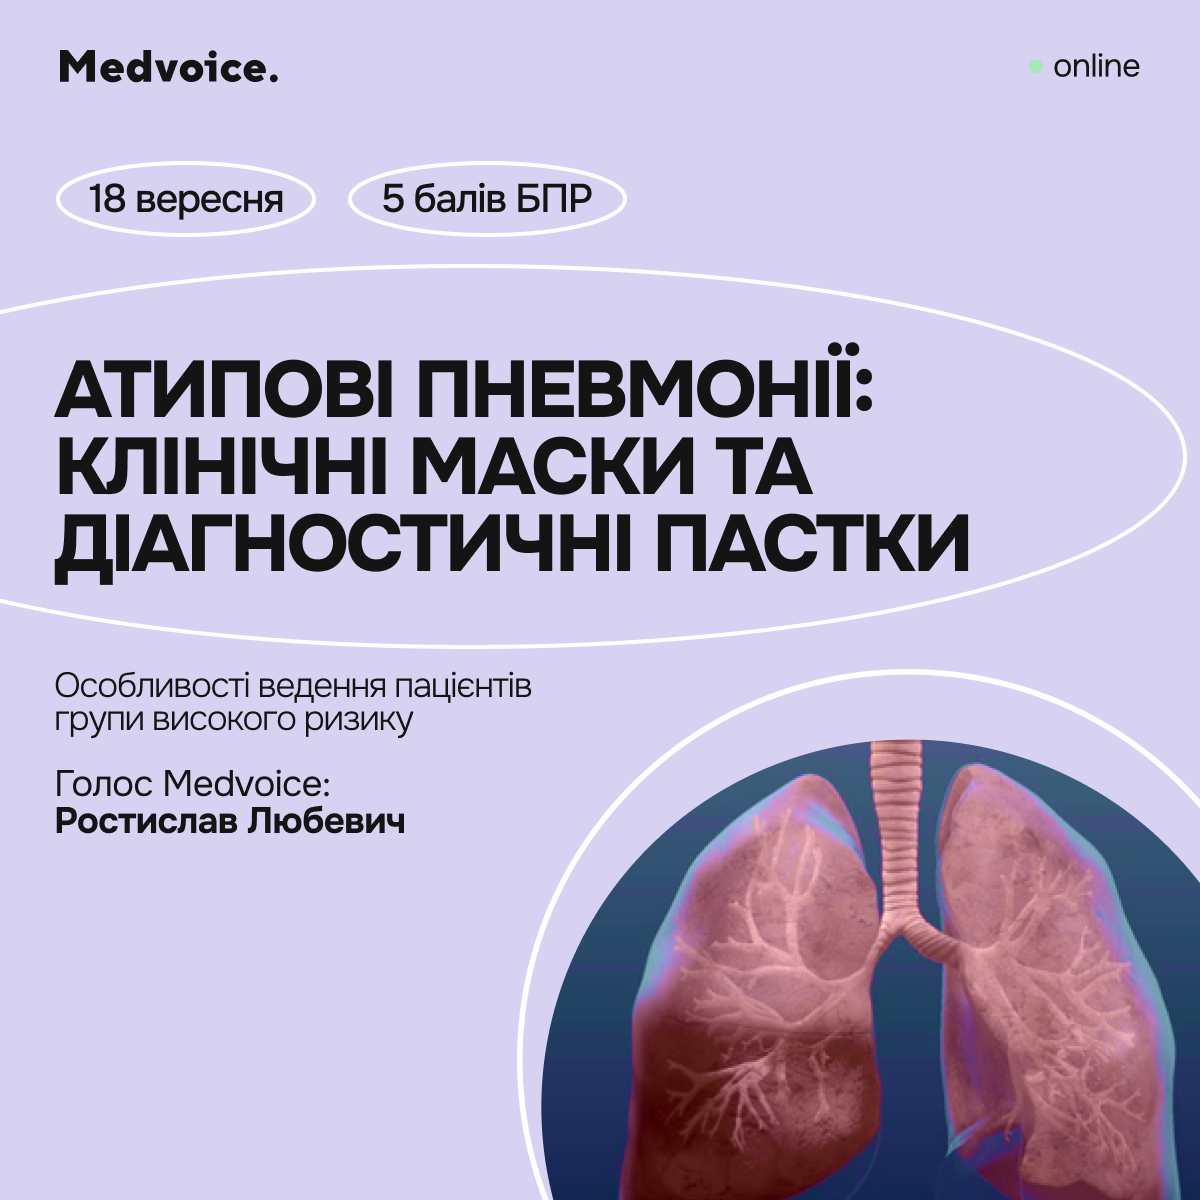 Medvoice.
online
18 вересня
5 балів БПР
АТИПОВІ ПНЕВМОНІЇ:
КЛІНІЧНІ МАСКИ ТА
ДІАГНОСТИЧНІ ПАСТКИ
Особливості ведення пацієнтів
групи високого ризику
Голос Medvoice:
Ростислав Любевич